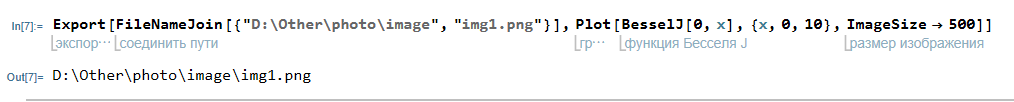 In[7]:= Export[FileNameJoin[{"D:\Other\photo\image", "img1.png"}], Plot[BesselJ[0, x], {x, 0, 10}, ImageSize → 500]]
экспор⋯ соединить пути гр⋯ функция Бесселя J размер изображения
Out[7]= D:\Other\photo\image\img1.png